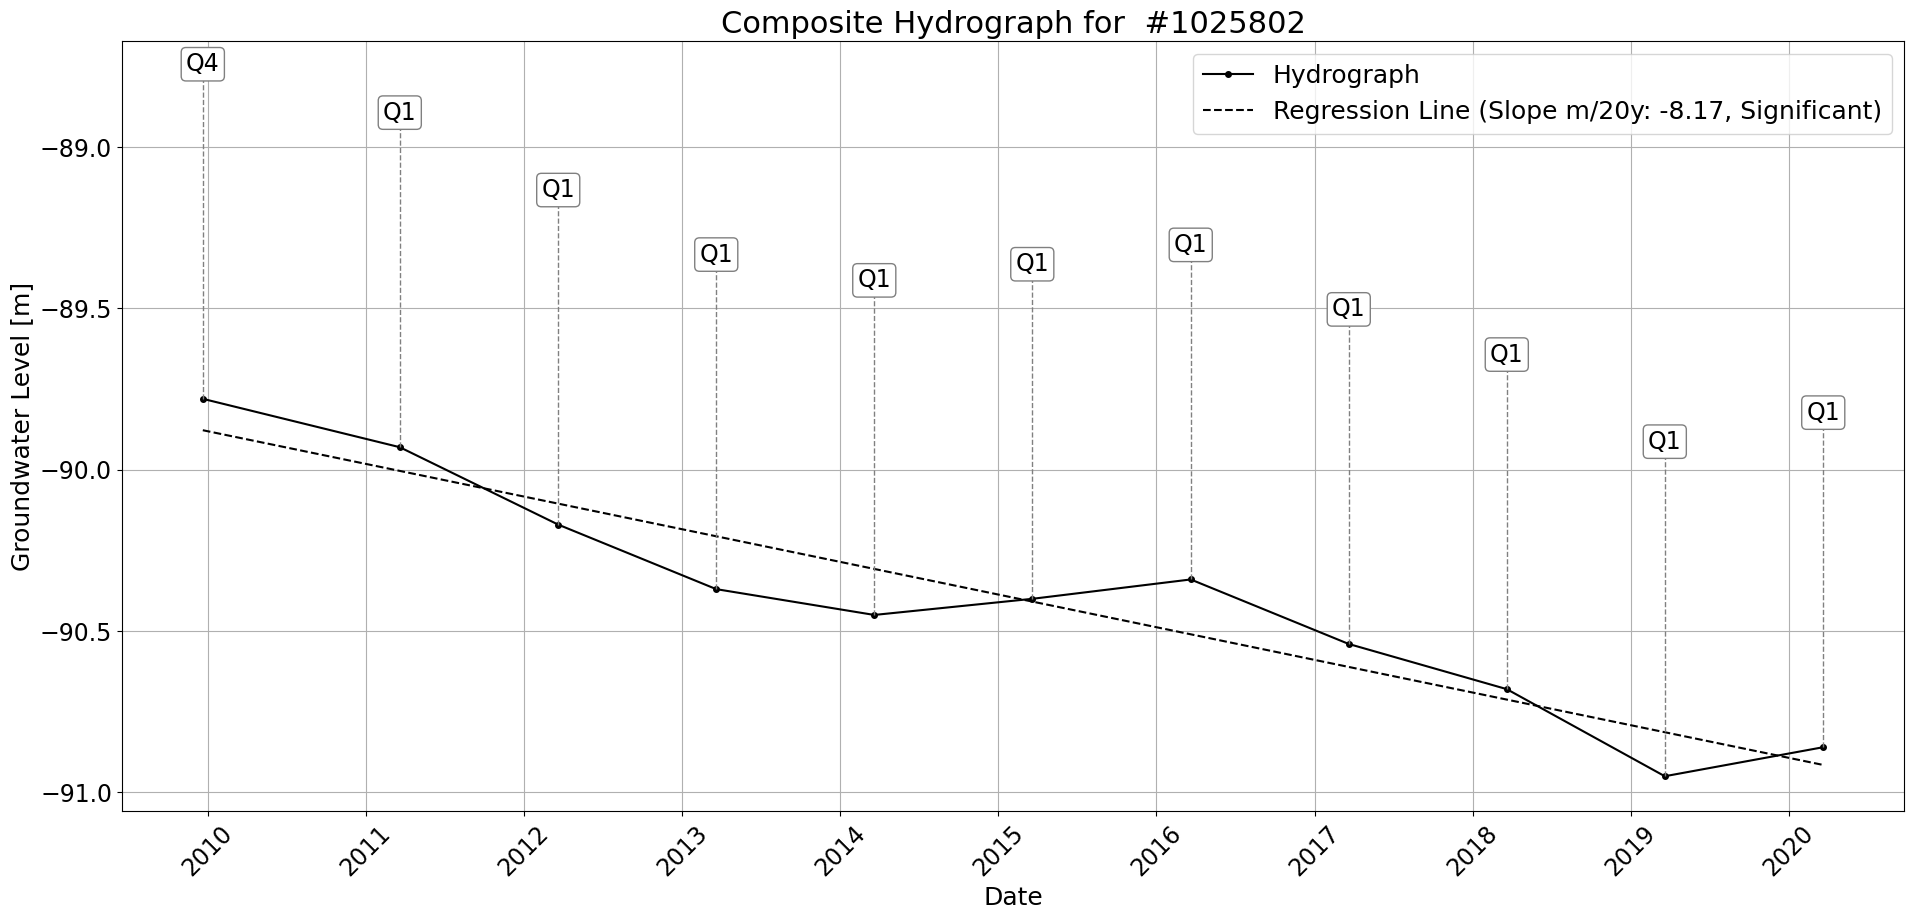 Composite Hydrograph for  #1025802
Hydrograph
Regression Line (Slope m/20y: -8.17, Significant)
Q4
Q1
Q1
Q1
Q1
Q1
Q1
Q1
Q1
Q1
Q1
Groundwater Level [m]
−89.0
−89.5
−90.0
−90.5
−91.0
2010
2011
2012
2013
2014
2015
2016
2017
2018
2019
2020
Date